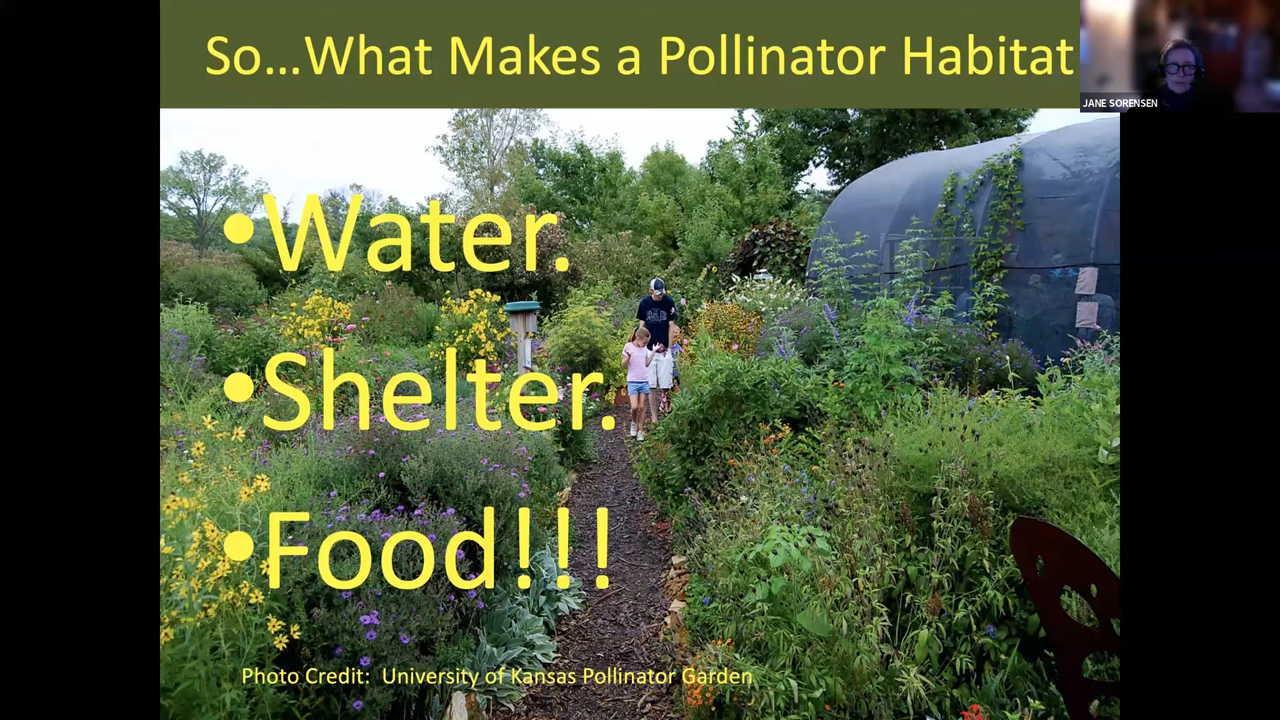 So...What Makes a Pollinator Habitat
JANE SORENSEN
•Water.
•Shelter.
•Food!!!
Photo Credit: University of Kansas Pollinator Garden